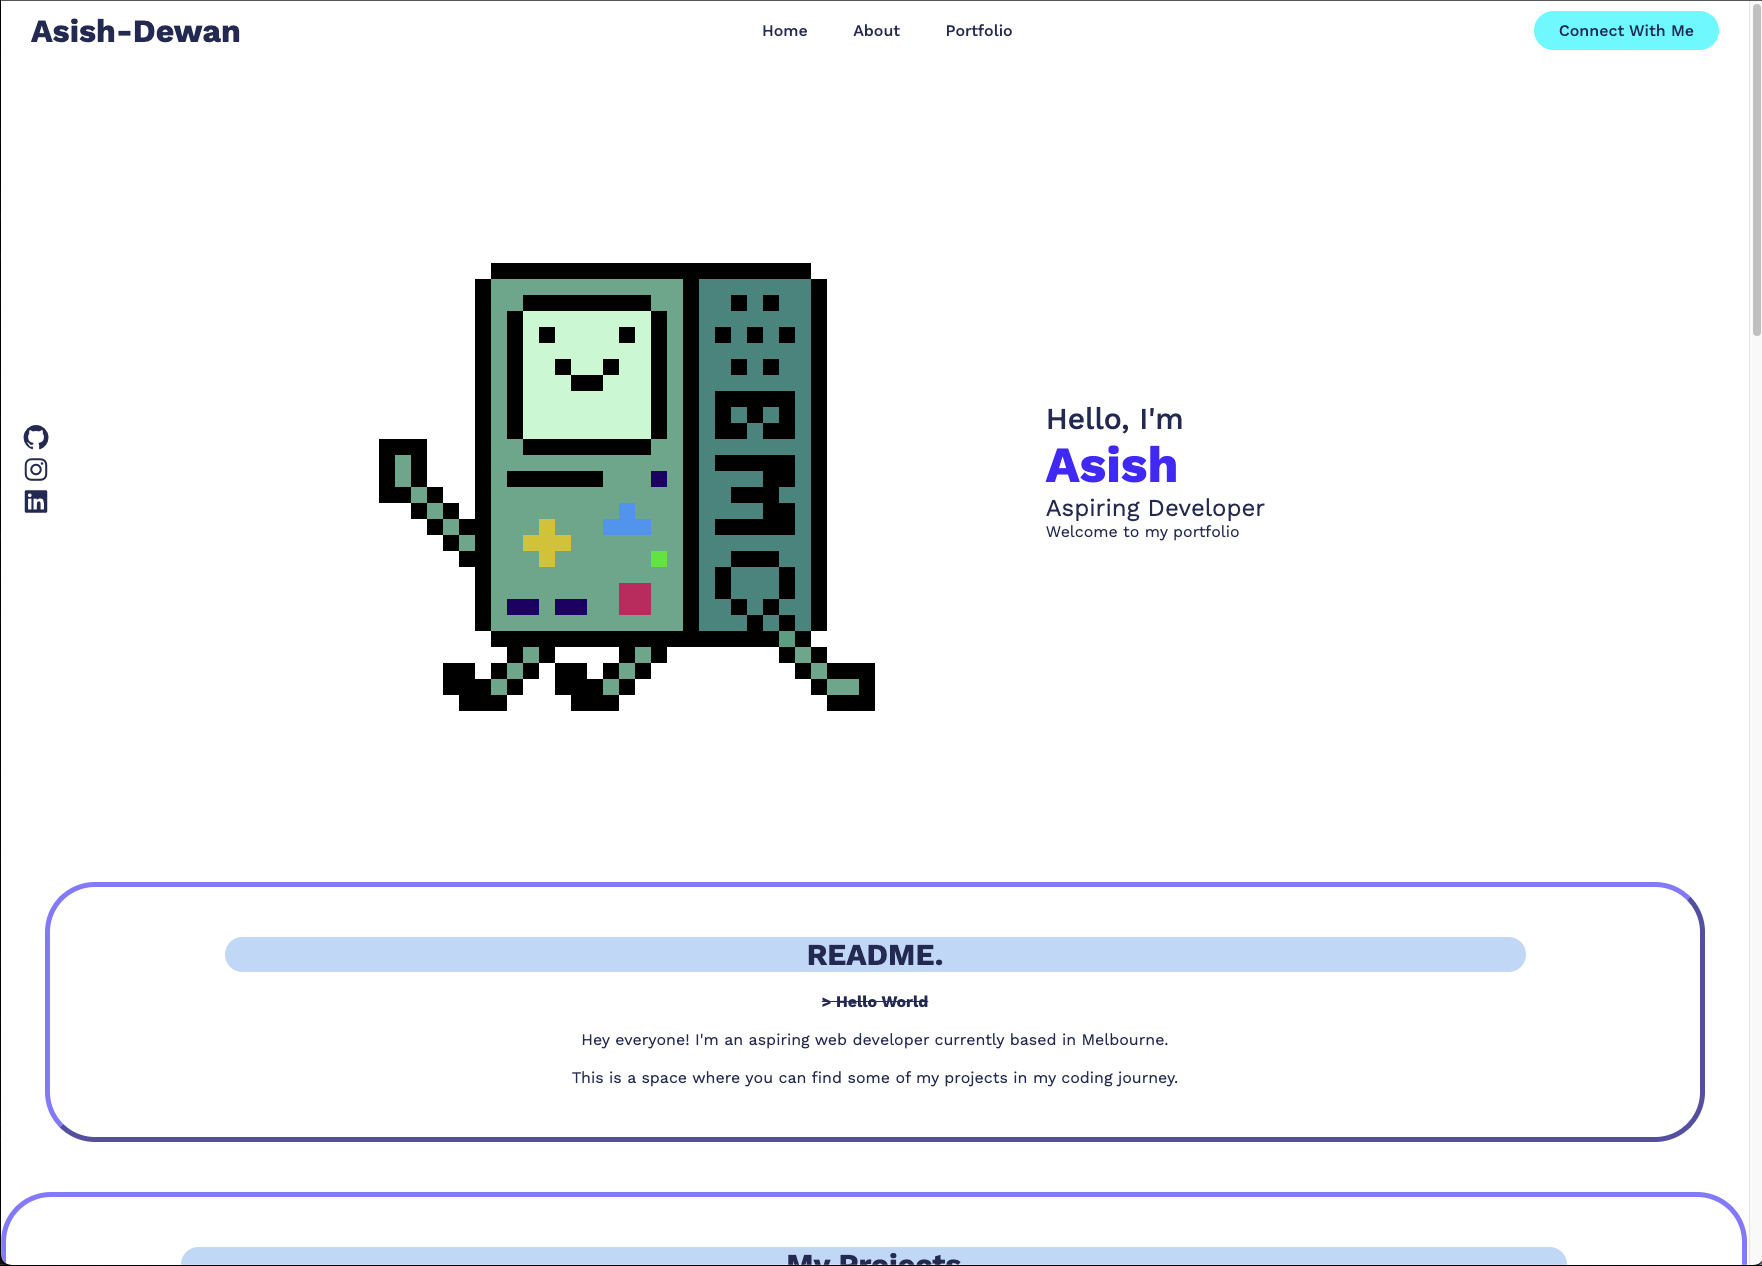 Asish-Dewan
Home About Portfolio
Connect With Me
BMO
Hello, I'm
Asish
Aspiring Developer
Welcome to my portfolio
README.
> Hello World
Hey everyone! I'm an aspiring web developer currently based in Melbourne.
This is a space where you can find some of my projects in my coding journey.
My Projects